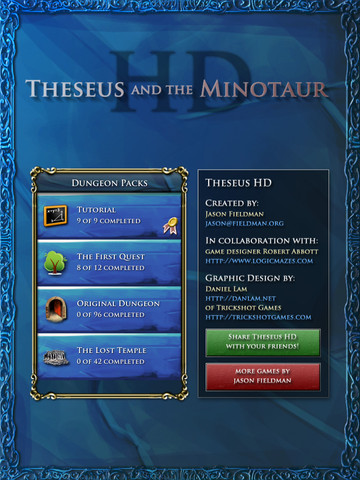 HD
THESEUS AND THE MINOTAUR
DUNGEON PACKS
TUTORIAL
9 OF 9 COMPLETED
THE FIRST QUEST
8 OF 12 COMPLETED
ORIGINAL DUNGEON
0 OF 96 COMPLETED
THE LOST TEMPLE
0 OF 42 COMPLETED
THESEUS HD
CREATED BY:
JASON FIELDMAN
JASON@FIELDMAN.ORG
IN COLLABORATION WITH:
GAME DESIGNER ROBERT ABBOTT
HTTP://WWW.LOGICMAZES.COM
GRAPHIC DESIGN BY:
DANIEL LAM
HTTP://DANLAM.NET
OF TRICKSHOT GAMES
HTTP://TRICKSHOTGAMES.COM
SHARE THESEUS HD
WITH YOUR FRIENDS!
MORE GAMES BY
JASON FIELDMAN